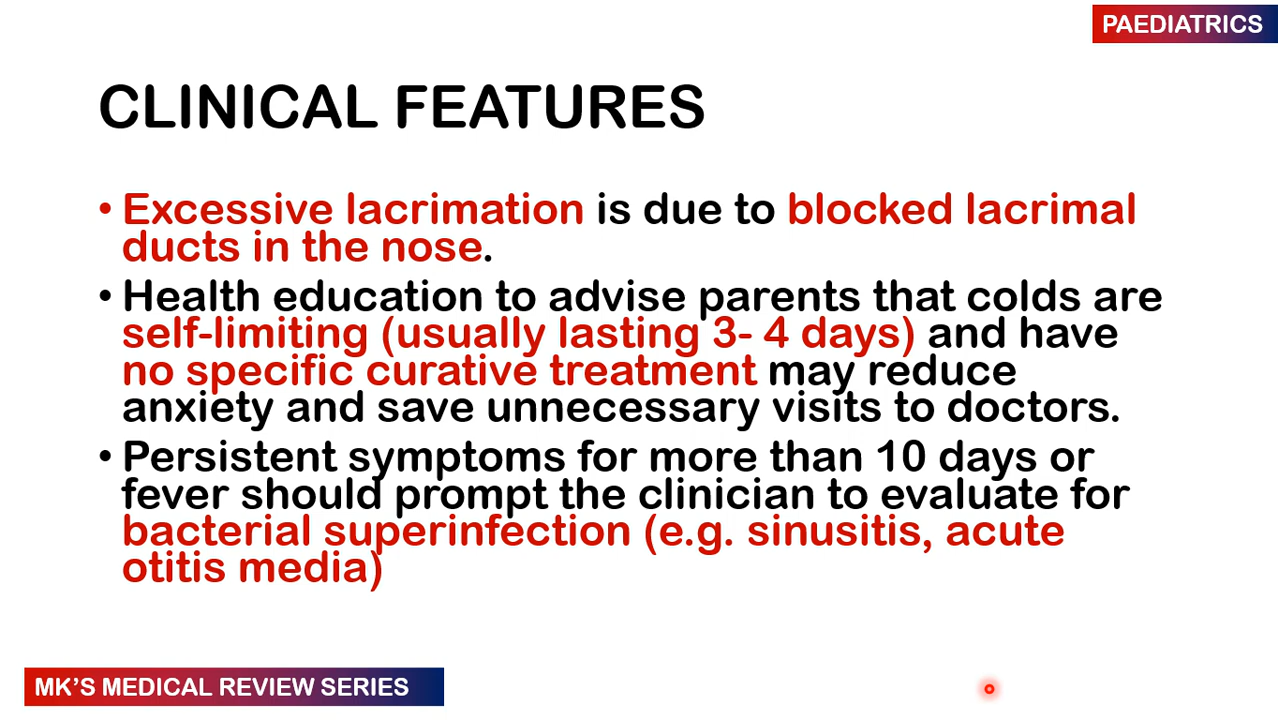 PAEDIATRICS
CLINICAL FEATURES
• Excessive lacrimation is due to blocked lacrimal
ducts in the nose.
• Health education to advise parents that colds are
self-limiting (usually lasting 3- 4 days) and have
no specific curative treatment may reduce
anxiety and save unnecessary visits to doctors.
• Persistent symptoms for more than 10 days or
fever should prompt the clinician to evaluate for
bacterial superinfection (e.g. sinusitis, acute
otitis media)
MK’S MEDICAL REVIEW SERIES